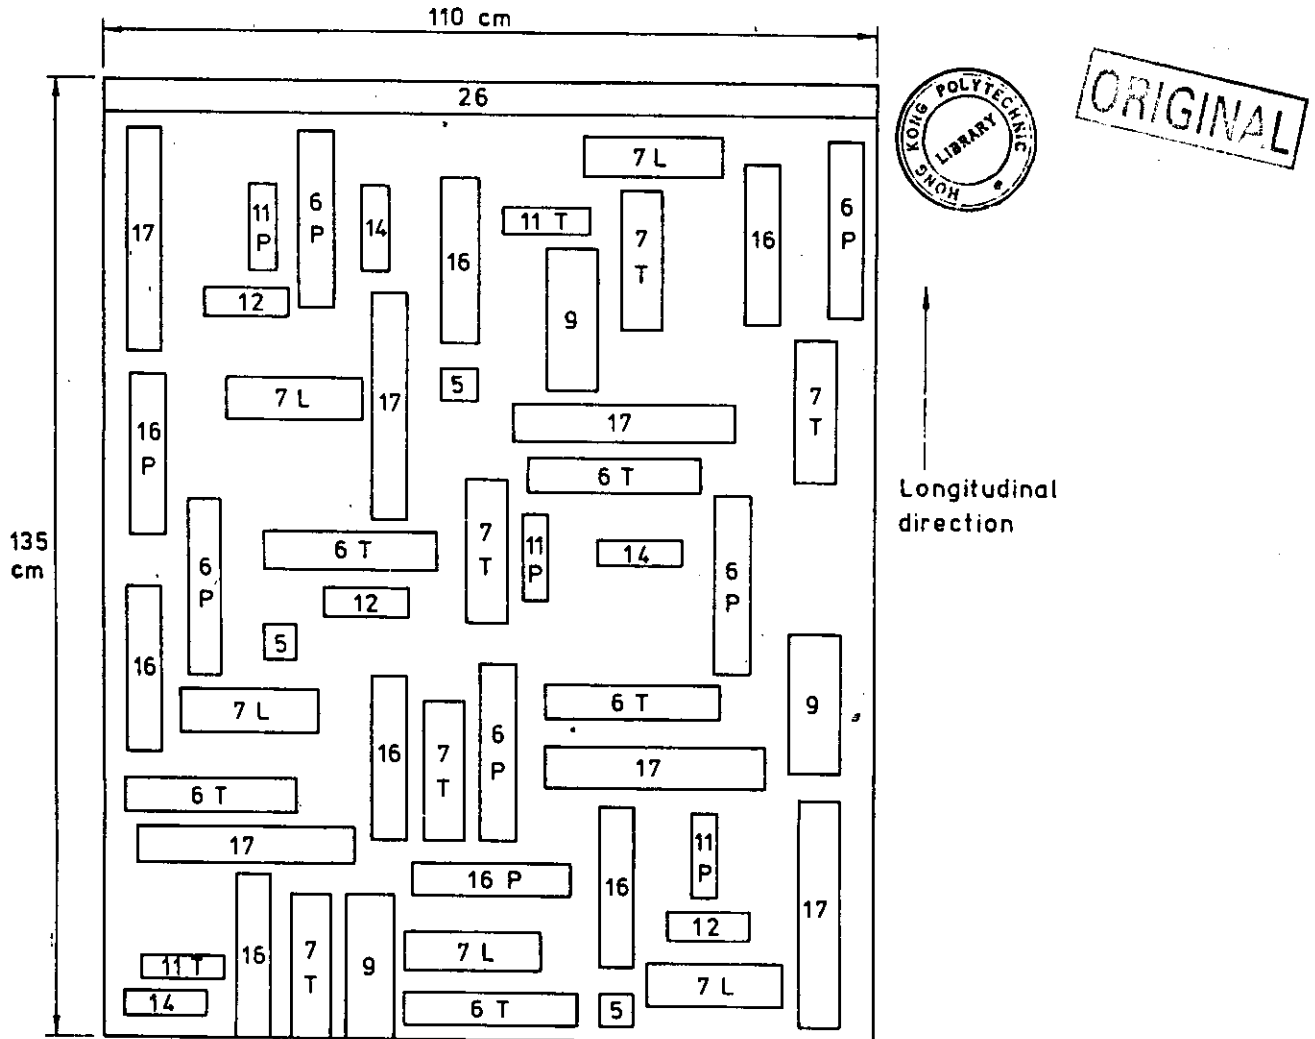 110 cm
HONG KONG POLYTECHNIC
LIBRARY
ORIGINAL
26
7 L
17
11 P
6 P
14
16
11 T
7 T
16
6 P
12
9
7 L
17
5
7 T
17
16 P
6 T
Longitudinal
direction
135
cm
6 P
6 T
7 T
11 P
14
6 P
12
5
16
7 L
16
7 T
6 P
6 T
9
17
6 T
17
16 P
16
11 P
17
12
16
7 T
9
7 L
11 T
7 L
14
6 T
5